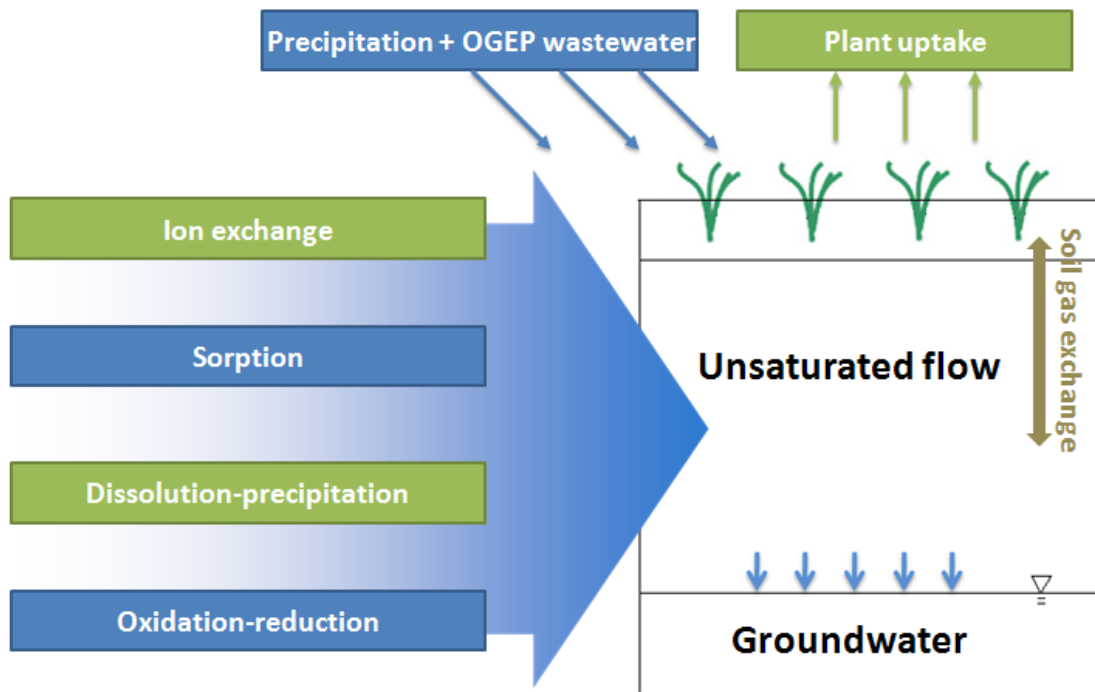 Precipitation + OGEP wastewater
Plant uptake
Ion exchange
Sorption
Dissolution-precipitation
Oxidation-reduction
Unsaturated flow
Soil gas exchange
Groundwater